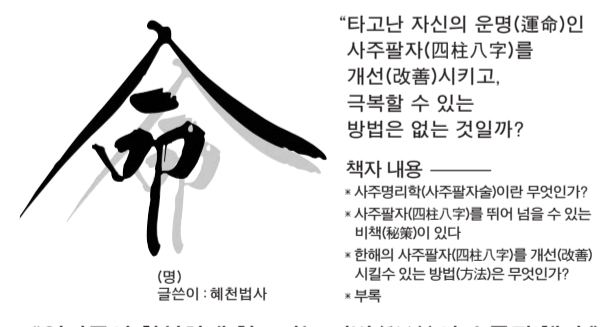 命
(명)
글쓴이 : 혜천법사
“타고난 자신의 운명(運命)인
사주팔자(四柱八字)를
개선(改善)시키고,
극복할 수 있는
방법은 없는 것일까?
책자 내용
* 사주명리학(사주팔자술)이란 무엇인가?
* 사주팔자(四柱八字)를 뛰어 넘을 수 있는
비책(秘策)이 있다
* 한해의 사주팔자(四柱八字)를 개선(改善)
시킬수 있는 방법(方法)은 무엇인가?
* 부록